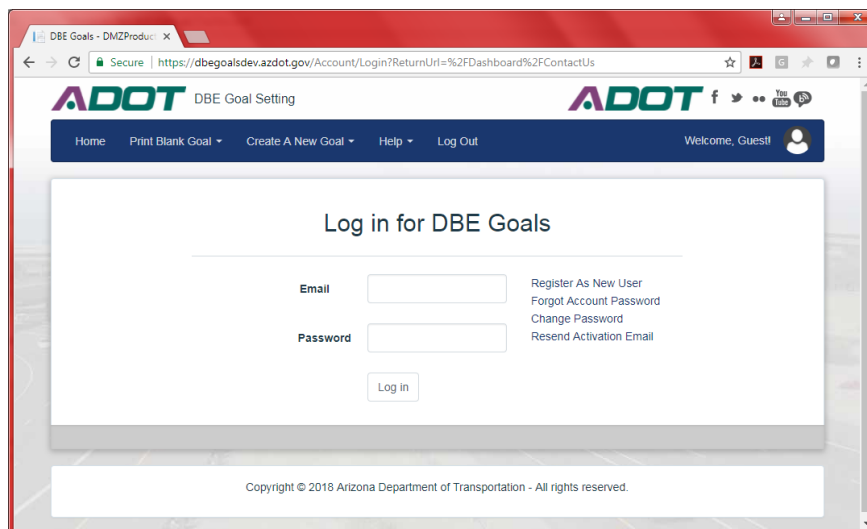 DBE Goals - DMZProduct
Secure | https://dbegoalsdev.azdot.gov/Account/Login?ReturnUrl=%2FDashboard%2FContactUs
ADOT DBE Goal Setting ADOT f You Tube
Home Print Blank Goal Create A New Goal Help Log Out Welcome, Guest!
Log in for DBE Goals
Email
Password
Log in
Register As New User
Forgot Account Password
Change Password
Resend Activation Email
Copyright © 2018 Arizona Department of Transportation - All rights reserved.